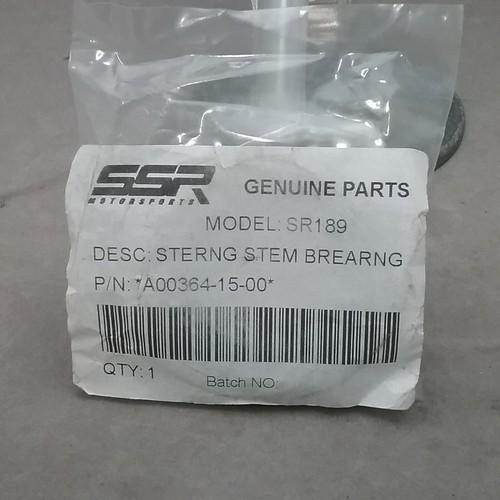 SSR
MOTORSPORTS
GENUINE PARTS
MODEL: SR189
DESC: STERNG STEM BREARNG
P/N: *A00364-15-00*
QTY: 1
Batch NO: